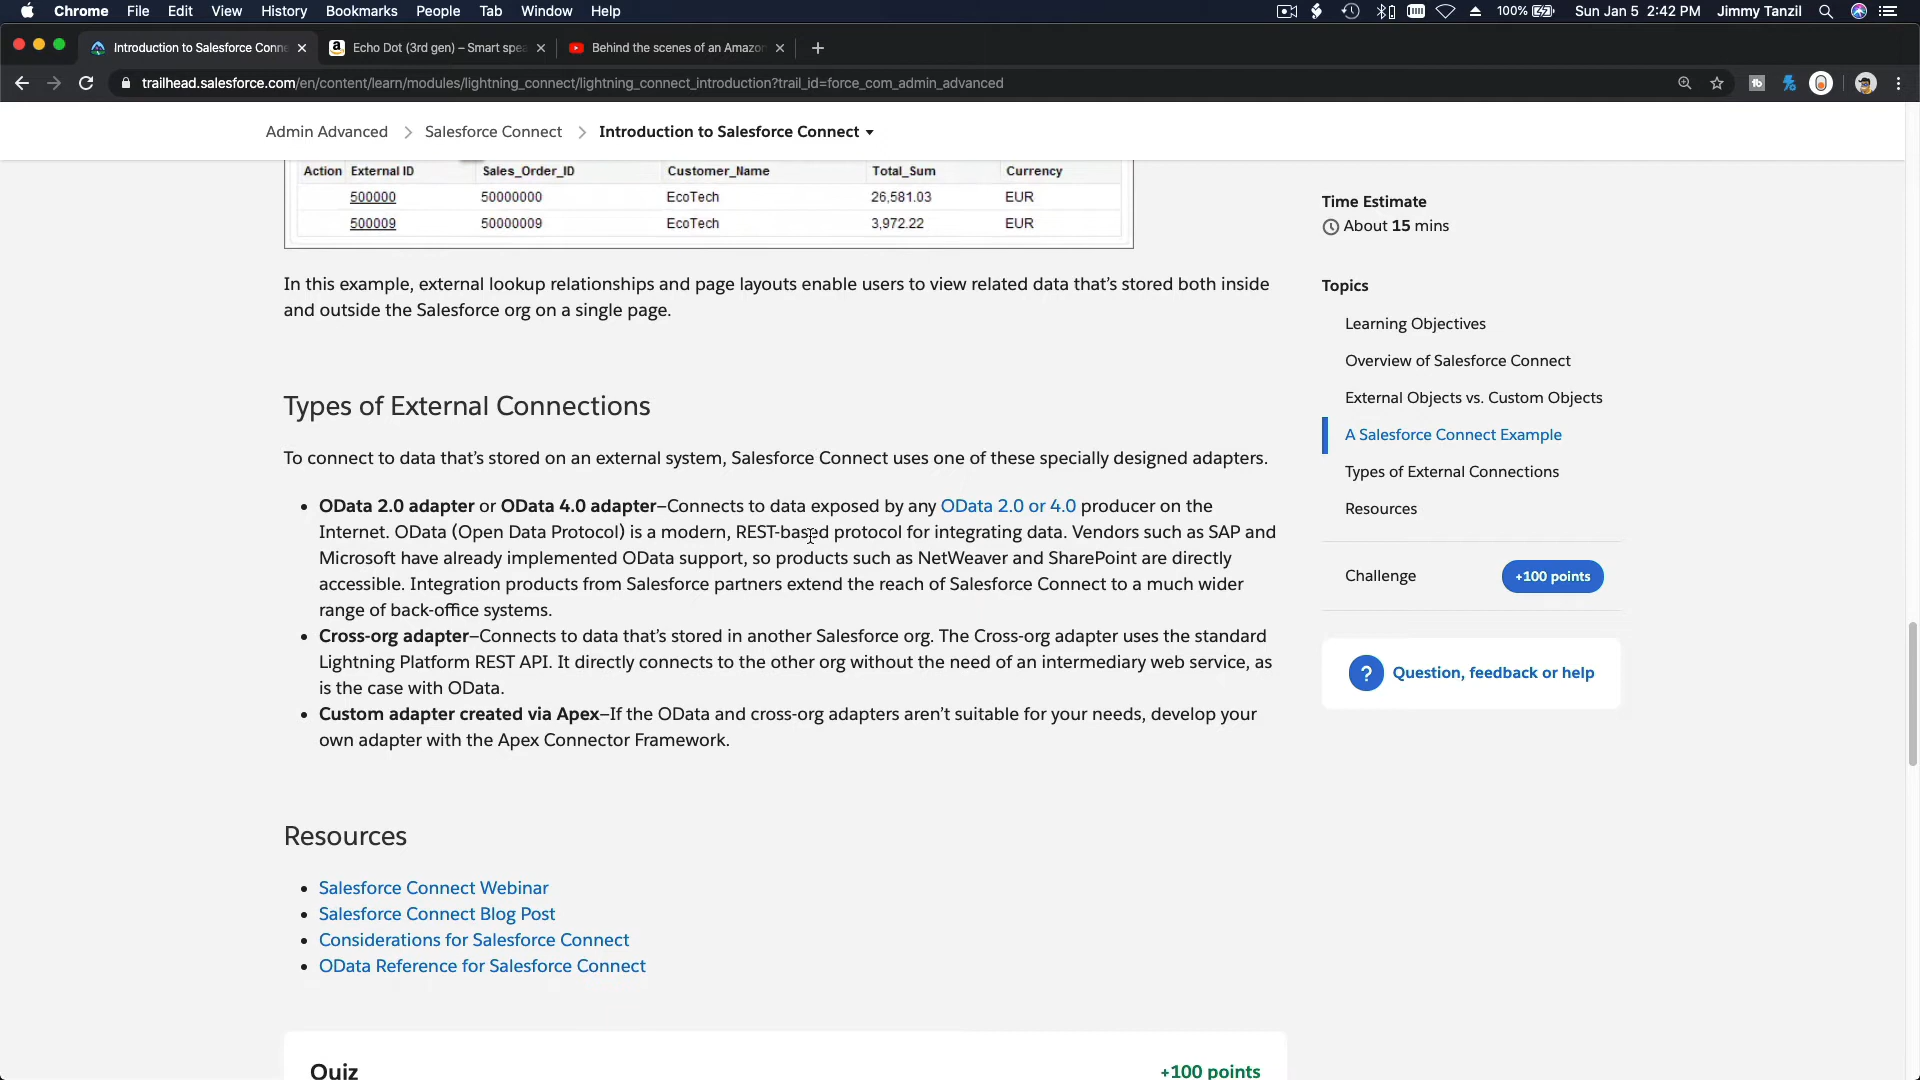 Chrome File Edit View History Bookmarks People Tab Window Help 100% Sun Jan 5 2:42 PM Jimmy Tanzil
Introduction to Salesforce Conne
Echo Dot (3rd gen) – Smart spea
Behind the scenes of an Amazon
trailhead.salesforce.com/en/content/learn/modules/lightning_connect/lightning_connect_introduction?trail_id=force_com_admin_advanced
Admin Advanced Salesforce Connect Introduction to Salesforce Connect
Action External ID Sales_Order_ID Customer_Name Total_Sum Currency
500000 50000000 EcoTech 26,581.03 EUR
500009 50000009 EcoTech 3,972.22 EUR
In this example, external lookup relationships and page layouts enable users to view related data that’s stored both inside
and outside the Salesforce org on a single page.
Types of External Connections
To connect to data that’s stored on an external system, Salesforce Connect uses one of these specially designed adapters.
• OData 2.0 adapter or OData 4.0 adapter–Connects to data exposed by any OData 2.0 or 4.0 producer on the
Internet. OData (Open Data Protocol) is a modern, REST-based protocol for integrating data. Vendors such as SAP and
Microsoft have already implemented OData support, so products such as NetWeaver and SharePoint are directly
accessible. Integration products from Salesforce partners extend the reach of Salesforce Connect to a much wider
range of back-office systems.
• Cross-org adapter–Connects to data that’s stored in another Salesforce org. The Cross-org adapter uses the standard
Lightning Platform REST API. It directly connects to the other org without the need of an intermediary web service, as
is the case with OData.
• Custom adapter created via Apex–If the OData and cross-org adapters aren’t suitable for your needs, develop your
own adapter with the Apex Connector Framework.
Resources
• Salesforce Connect Webinar
• Salesforce Connect Blog Post
• Considerations for Salesforce Connect
• OData Reference for Salesforce Connect
Quiz +100 points
Time Estimate
About 15 mins
Topics
Learning Objectives
Overview of Salesforce Connect
External Objects vs. Custom Objects
A Salesforce Connect Example
Types of External Connections
Resources
Challenge +100 points
? Question, feedback or help